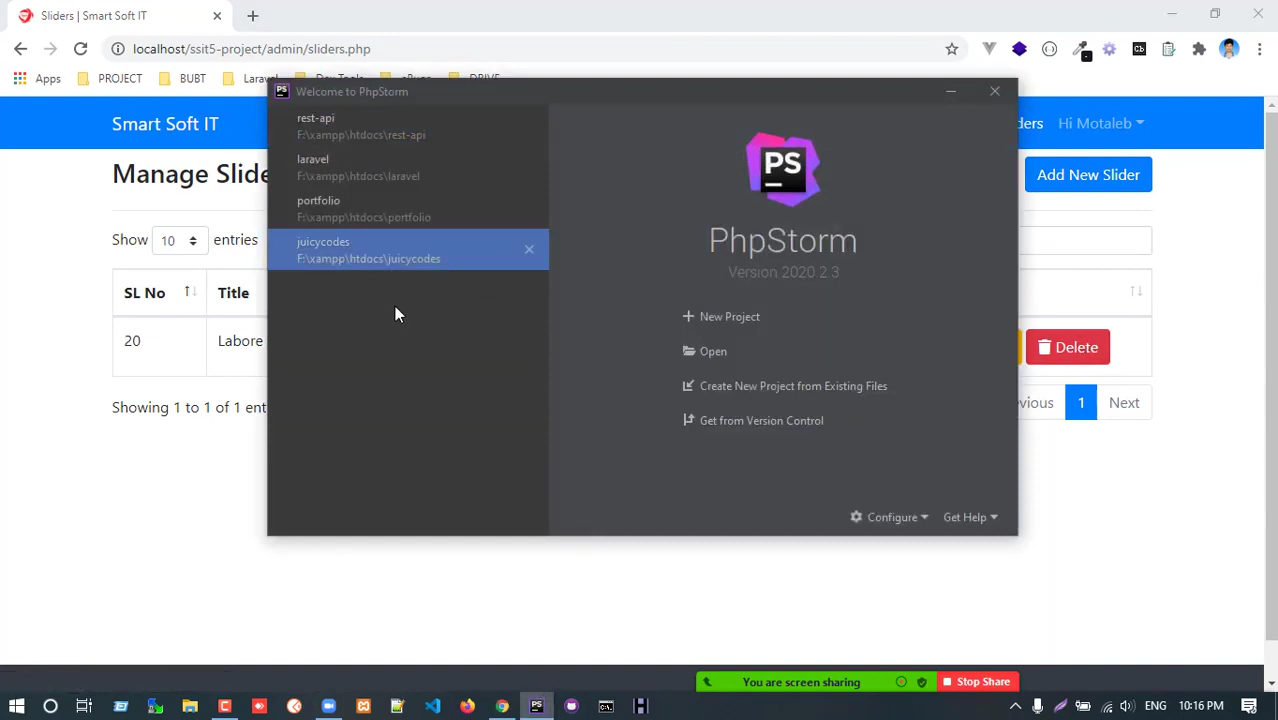 Sliders | Smart Soft IT
localhost/ssit5-project/admin/sliders.php
Cb
Apps PROJECT BUBT DRIVE
Smart Soft IT Hi Motaleb
Welcome to PhpStorm
rest-api
F:\xampp\htdocs\rest-api
laravel
F:\xampp\htdocs\laravel
portfolio
F:\xampp\htdocs\portfolio
juicycodes
F:\xampp\htdocs\juicycodes
PS
PhpStorm
Version 2020.2.3
New Project
Open
Create New Project from Existing Files
Get from Version Control
Configure Get Help
Manage Slide
Add New Slider
Show 10 entries
SL No Title
20 Labore Delete
Showing 1 to 1 of 1 ent
1 Next
You are screen sharing Stop Share
ENG 10:16 PM